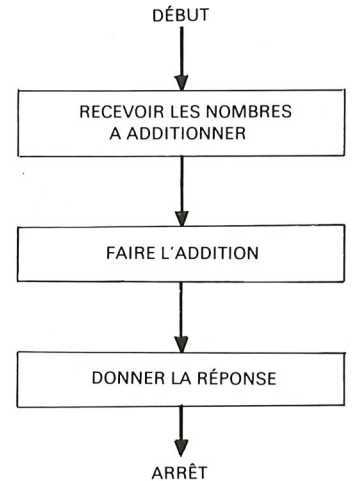 DÉBUT
RECEVOIR LES NOMBRES
A ADDITIONNER
FAIRE L'ADDITION
DONNER LA RÉPONSE
ARRÊT